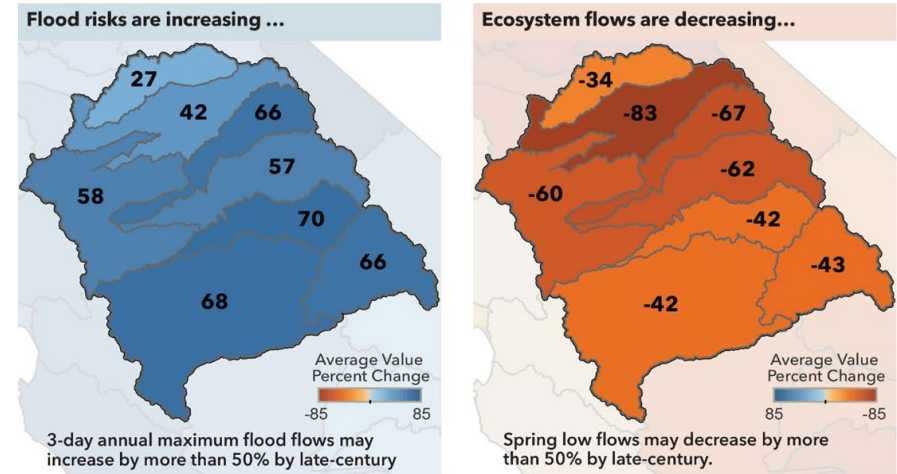 Flood risks are increasing ...
27
42
66
57
58
70
66
68
Average Value
Percent Change
-85
85
3-day annual maximum flood flows may
increase by more than 50% by late-century
Ecosystem flows are decreasing...
-34
-83
-67
-62
-60
-42
-43
-42
Average Value
Percent Change
85
-85
Spring low flows may decrease by more
than 50% by late-century.